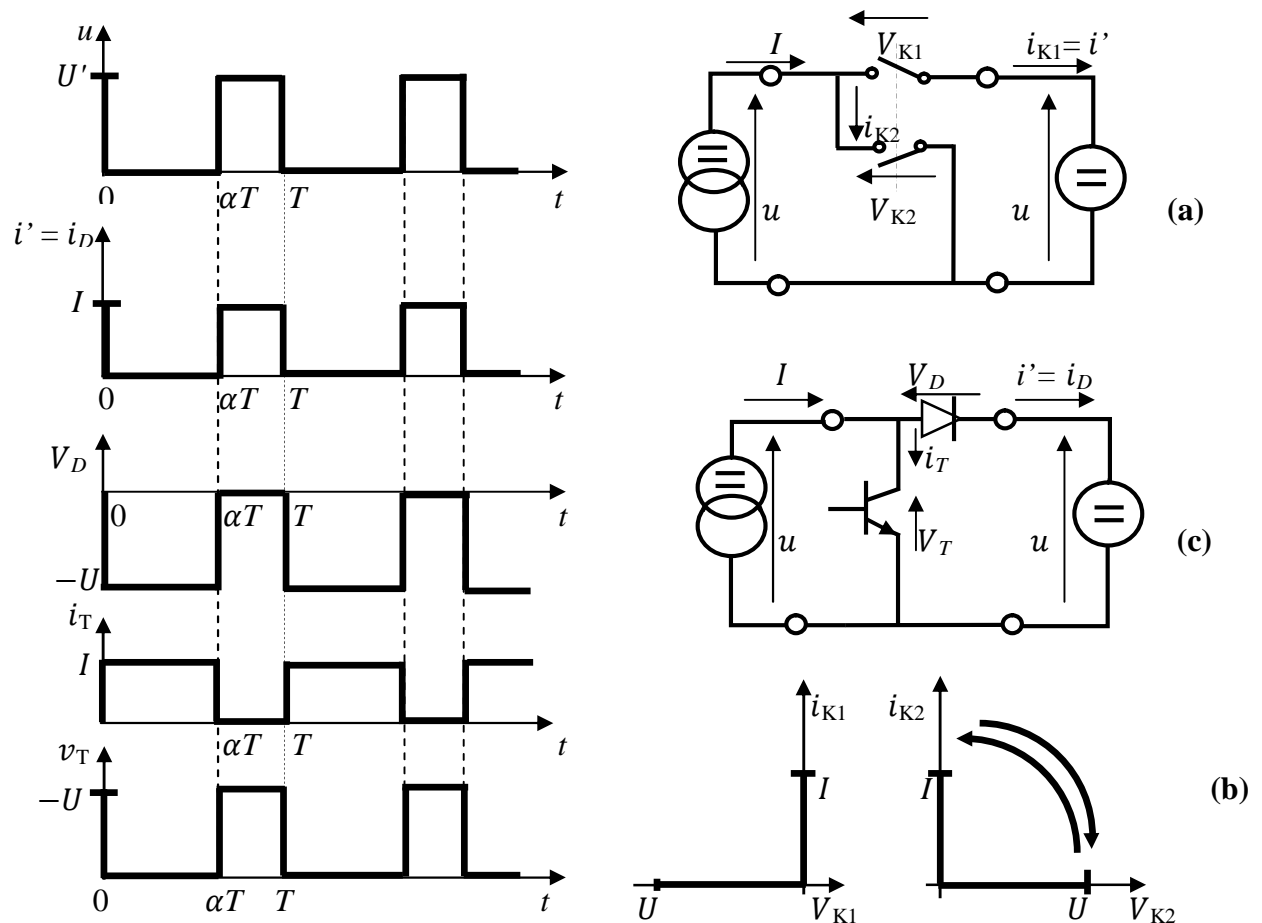 u
U'
0
αT
T
t
i' = i_D
I
0
αT
T
t
V_D
0
αT
T
t
−U
i_T
I
αT
T
t
v_T
−U
0
αT
T
t
I
V_K1
i_K1= i'
i_K2
u
V_K2
u
(a)
I
V_D
i'= i_D
i_T
u
V_T
u
(c)
i_K1
I
U
V_K1
i_K2
I
U
V_K2
(b)